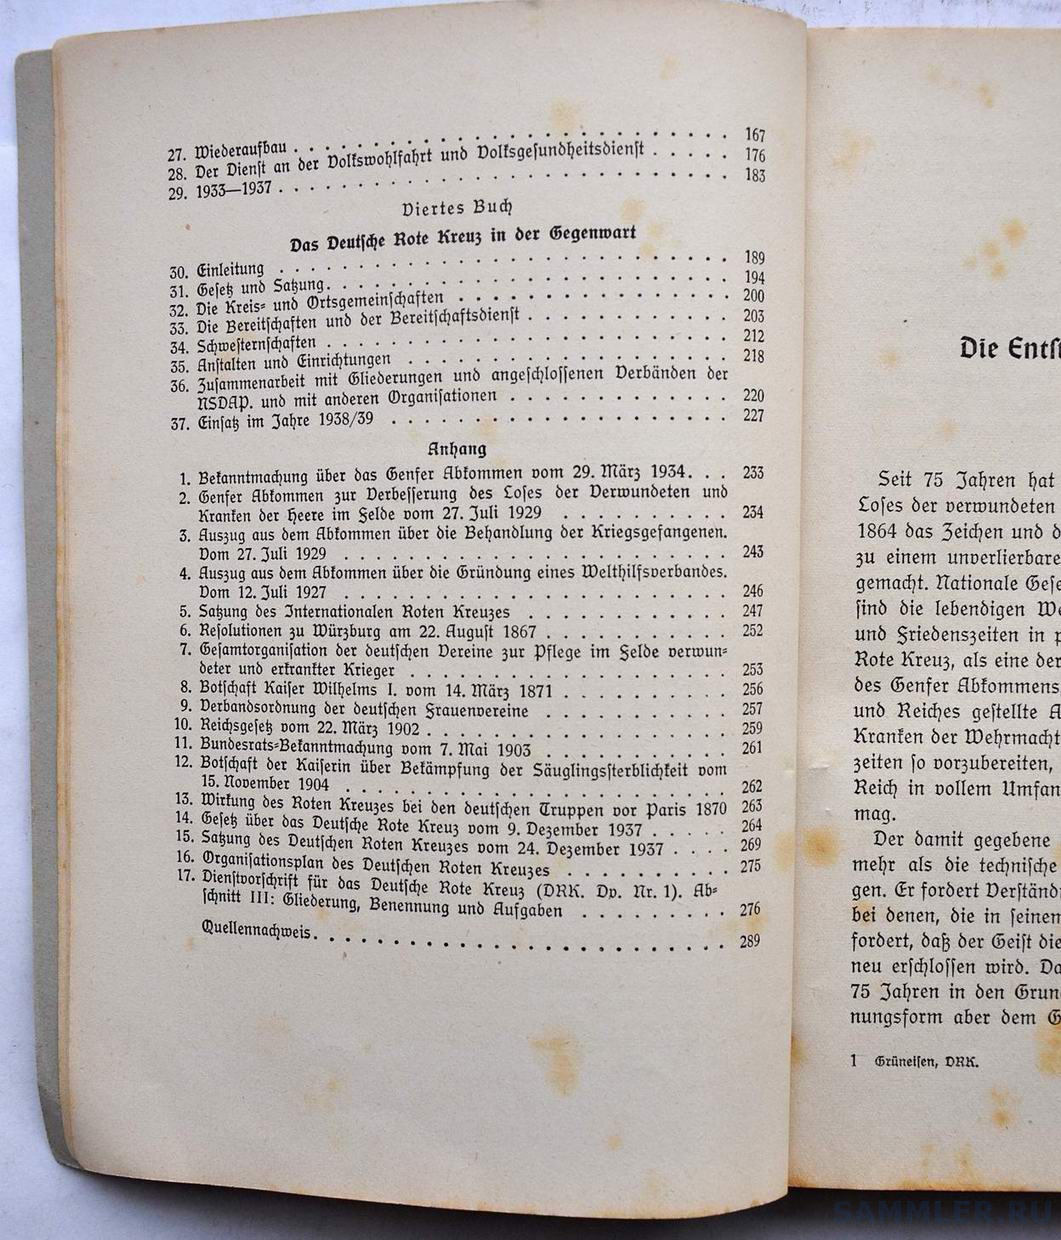 27. Wiederaufbau . . . . . . . . . . . . . . . . . . . . 167
28. Der Dienst an der Volkswohlfahrt und Volksgesundheitsdienst . . . . . 176
29. 1933—1937 . . . . . . . . . . . . . . . . . . . . 183
Viertes Buch
Das Deutsche Rote Kreuz in der Gegenwart
30. Einleitung . . . . . . . . . . . . . . . . . . . . 189
31. Gesetz und Satzung . . . . . . . . . . . . . . . . . . 194
32. Die Kreis- und Ortsgemeinschaften . . . . . . . . . . . . 200
33. Die Bereitschaften und der Bereitschaftsdienst . . . . . . . . . 203
34. Schwesternschaften . . . . . . . . . . . . . . . . . . 212
35. Anstalten und Einrichtungen . . . . . . . . . . . . . . 218
36. Zusammenarbeit mit Gliederungen und angeschlossenen Verbänden der
NSDAP. und mit anderen Organisationen . . . . . . . . . . 220
37. Einsatz im Jahre 1938/39 . . . . . . . . . . . . . . . 227
Anhang
1. Bekanntmachung über das Genfer Abkommen vom 29. März 1934 . . . 233
2. Genfer Abkommen zur Verbesserung des Loses der Verwundeten und
Kranken der Heere im Felde vom 27. Juli 1929 . . . . . . . . 234
3. Auszug aus dem Abkommen über die Behandlung der Kriegsgefangenen.
Vom 27. Juli 1929 . . . . . . . . . . . . . . . . . 243
4. Auszug aus dem Abkommen über die Gründung eines Welthilfsverbandes.
Vom 12. Juli 1927 . . . . . . . . . . . . . . . . . 246
5. Satzung des Internationalen Roten Kreuzes . . . . . . . . . 247
6. Resolutionen zu Würzburg am 22. August 1867 . . . . . . . . 252
7. Gesamtorganisation der deutschen Vereine zur Pflege im Felde verwun-
deter und erkrankter Krieger . . . . . . . . . . . . . . 253
8. Botschaft Kaiser Wilhelms I. vom 14. März 1871 . . . . . . . 256
9. Verbandsordnung der deutschen Frauenvereine . . . . . . . . 257
10. Reichsgesetz vom 22. März 1902 . . . . . . . . . . . . . 259
11. Bundesrats-Bekanntmachung vom 7. Mai 1903 . . . . . . . . 261
12. Botschaft der Kaiserin über Bekämpfung der Säuglingssterblichkeit vom
15. November 1904 . . . . . . . . . . . . . . . . . 262
13. Wirkung des Roten Kreuzes bei den deutschen Truppen vor Paris 1870 263
14. Gesetz über das Deutsche Rote Kreuz vom 9. Dezember 1937 . . . . . 264
15. Satzung des Deutschen Roten Kreuzes vom 24. Dezember 1937 . . . . 269
16. Organisationsplan des Deutschen Roten Kreuzes . . . . . . . . 275
17. Dienstvorschrift für das Deutsche Rote Kreuz (DRK. Dv. Nr. 1). Ab-
schnitt III: Gliederung, Benennung und Aufgaben . . . . . . . . 276
Quellennachweis . . . . . . . . . . . . . . . . . . . 289
Die Entst
Seit 75 Jahren hat
Loses der verwundeten
1864 das Zeichen und d
zu einem unverlierbare
gemacht. Nationale Gese
sind die lebendigen We
und Friedenszeiten in p
Rote Kreuz, als eine der
des Genfer Abkommens
und Reiches gestellte A
Kranken der Wehrmacht
zeiten so vorzubereiten,
Reich in vollem Umfan
mag.
Der damit gegebene
mehr als die technische
gen. Er fordert Verständ
bei denen, die in seinem
fordert, daß der Geist die
neu erschlossen wird. Da
75 Jahren in den Grun
nungsform aber dem G
1 Grüneisen, DRK.
SAMMLER.RU